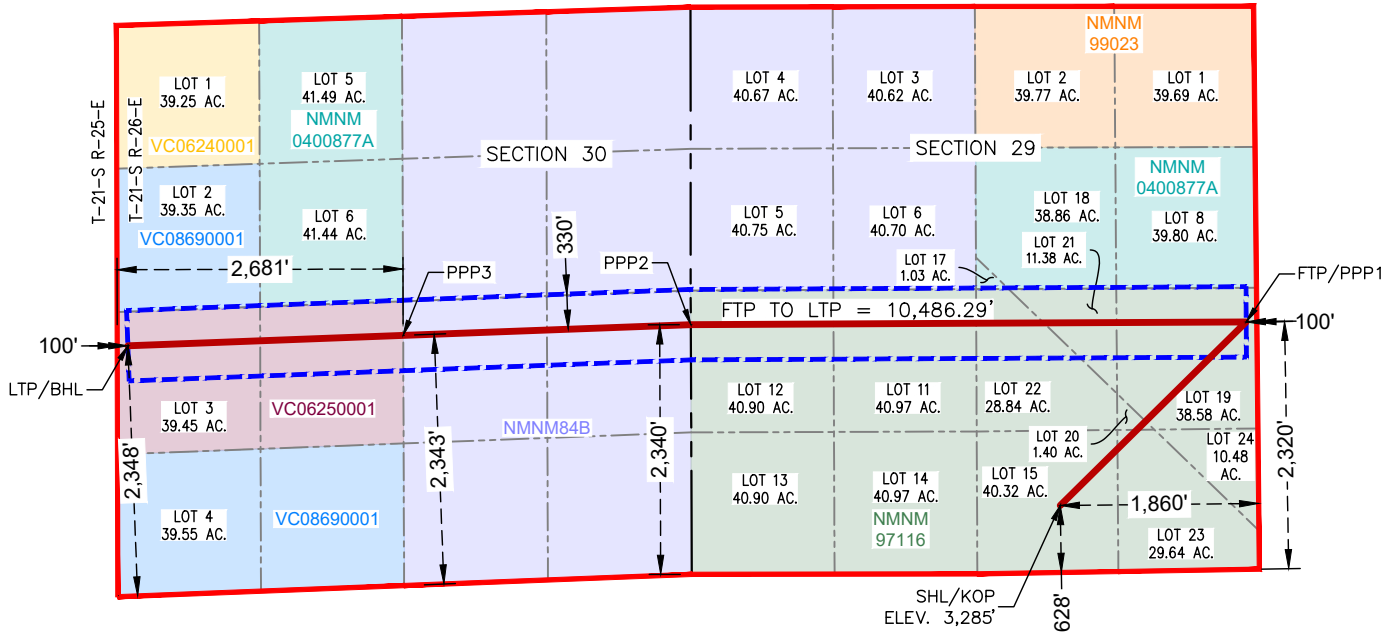 T-21-S R-25-E
T-21-S R-26-E
LOT 1
39.25 AC.
VC06240001
LOT 5
41.49 AC.
NMNM
0400877A
LOT 2
39.35 AC.
VC08690001
LOT 6
41.44 AC.
SECTION 30
LOT 4
40.67 AC.
LOT 3
40.62 AC.
NMNM
99023
LOT 2
39.77 AC.
LOT 1
39.69 AC.
SECTION 29
NMNM
0400877A
LOT 5
40.75 AC.
LOT 6
40.70 AC.
LOT 18
38.86 AC.
LOT 8
39.80 AC.
LOT 17
1.03 AC.
LOT 21
11.38 AC.
2,681'
PPP3
330'
PPP2
FTP/PPP1
FTP TO LTP = 10,486.29'
100'
100'
LTP/BHL
LOT 3
39.45 AC.
VC06250001
NMNM84B
LOT 12
40.90 AC.
LOT 11
40.97 AC.
LOT 22
28.84 AC.
LOT 19
38.58 AC.
LOT 20
1.40 AC.
LOT 24
10.48
AC.
2,348'
2,343'
2,340'
2,320'
LOT 4
39.55 AC.
VC08690001
LOT 13
40.90 AC.
LOT 14
40.97 AC.
NMNM
97116
LOT 15
40.32 AC.
1,860'
LOT 23
29.64 AC.
SHL/KOP
ELEV. 3,285'
628'